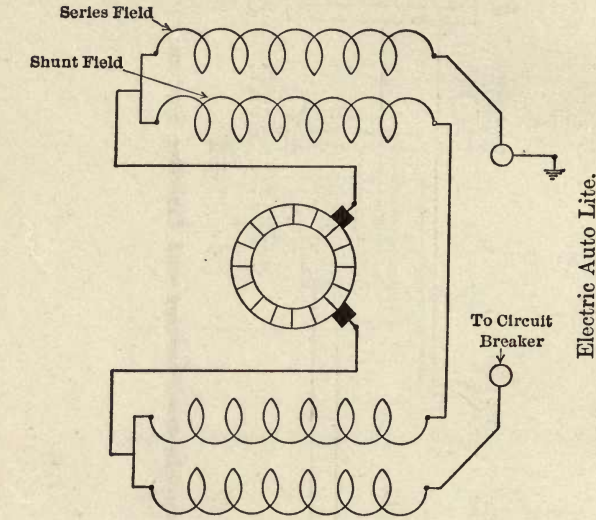 Series Field
Shunt Field
To Circuit
Breaker
Electric Auto Lite.